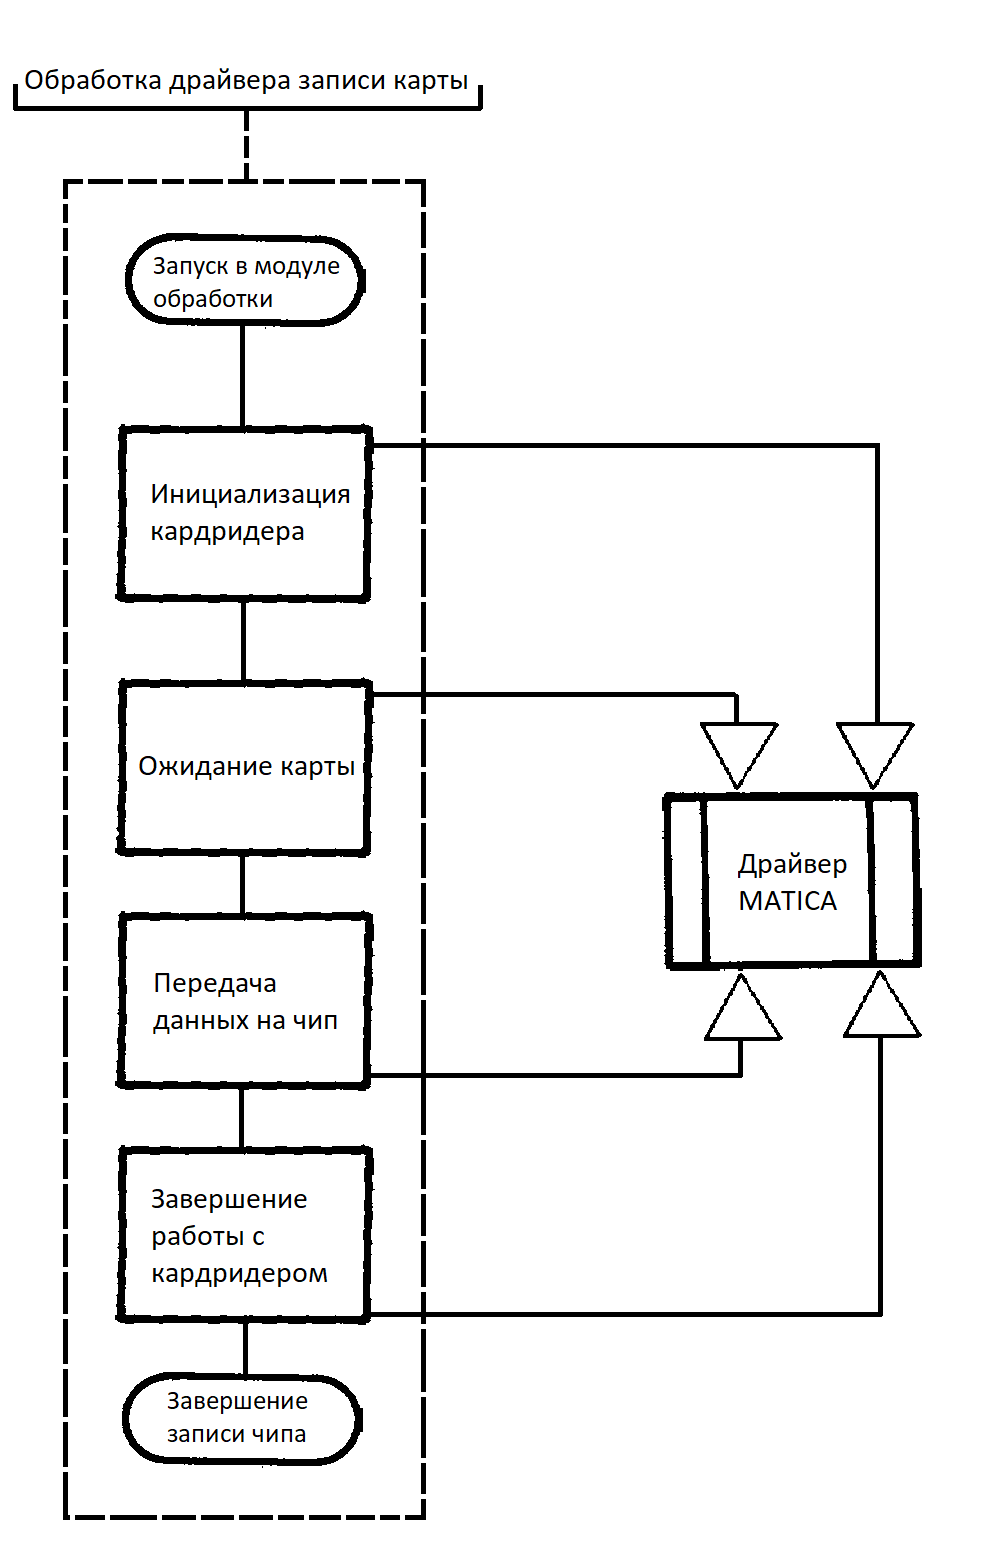 Обработка драйвера записи карты
Запуск в модуле
обработки
Инициализация
кардридера
Ожидание карты
Передача
данных на чип
Завершение
работы с
кардридером
Завершение
записи чипа
Драйвер
MATICA